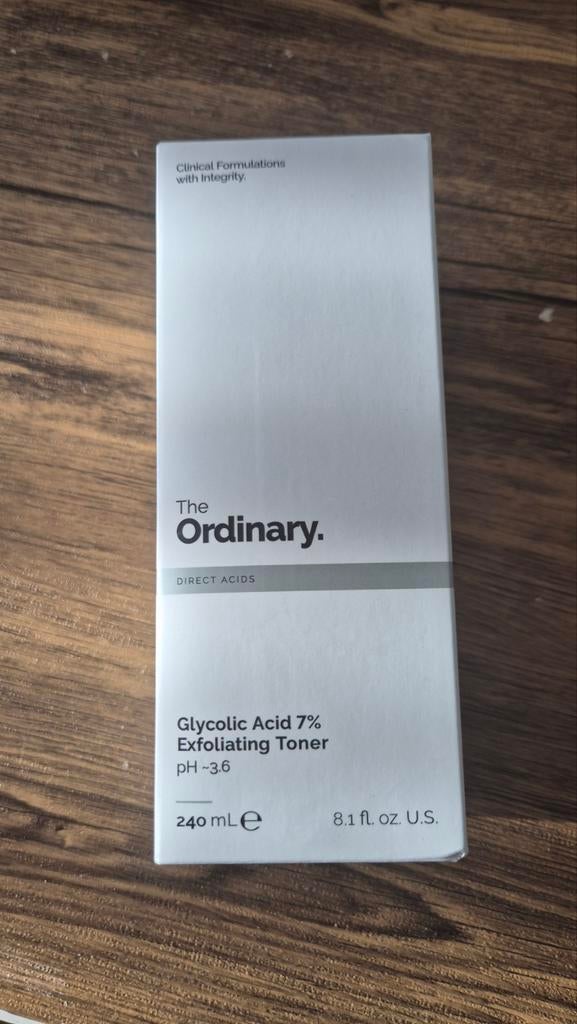 Clinical Formulations
with Integrity.
The
Ordinary.
DIRECT ACIDS
Glycolic Acid 7%
Exfoliating Toner
pH ~3.6
240 mL ℮ 8.1 fl. oz. U.S.